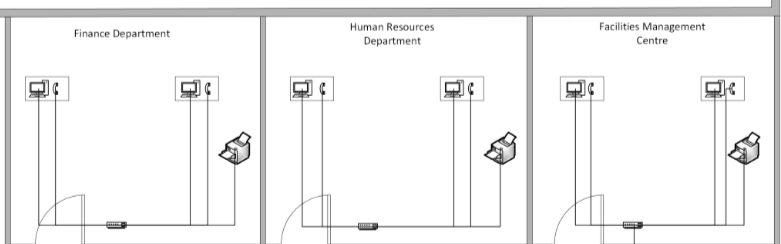 Finance Department
Human Resources
Department
Facilities Management
Centre